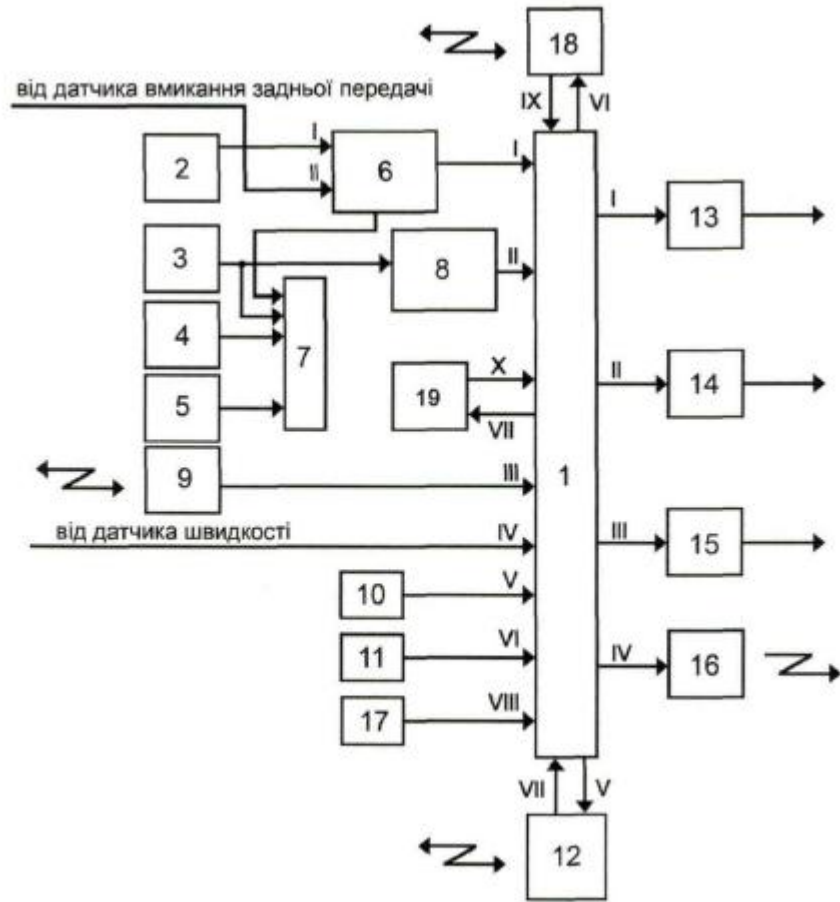 18
IX
VI
від датчика вмикання задньої передачі
I
II
2
6
I
I
13
3
8
II
4
7
X
II
14
19
VII
5
9
III
1
від датчика швидкості
IV
III
15
10
V
11
VI
IV
16
17
VIII
VII
V
12